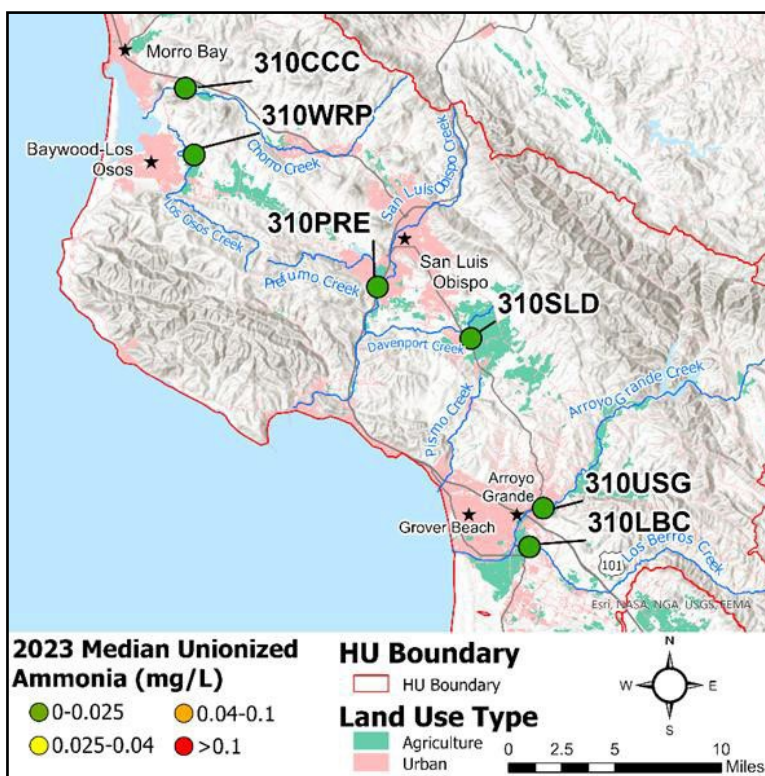 Morro Bay
310CCC
310WRP
Baywood-Los
Osos
Chorro Creek
San Luis Obispo Creek
Los Osos Creek
310PRE
San Luis
Obispo
Prefumo Creek
310SLD
Davenport Creek
Pismo Creek
Arroyo Grande Creek
Arroyo
Grande
310USG
Grover Beach
310LBC
Los Berros Creek
101
Esri, NASA, NGA, USGS, FEMA
2023 Median Unionized
Ammonia (mg/L)
0-0.025
0.04-0.1
0.025-0.04
>0.1
HU Boundary
HU Boundary
Land Use Type
Agriculture
Urban
N
W
E
S
0 2.5 5 10
Miles